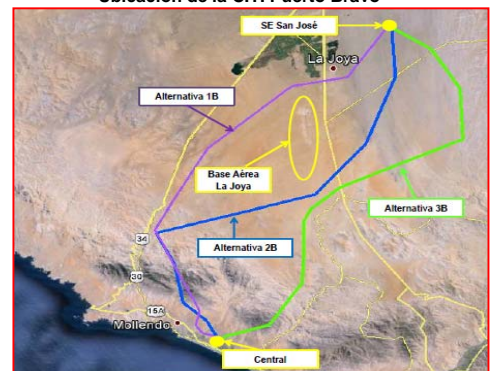 Ubicación de la C.H. Puerto Bravo
SE San José
La Joya
Alternativa 1B
Base Aérea
La Joya
Alternativa 3B
34
Alternativa 2B
30
15A
Mollendo
Central